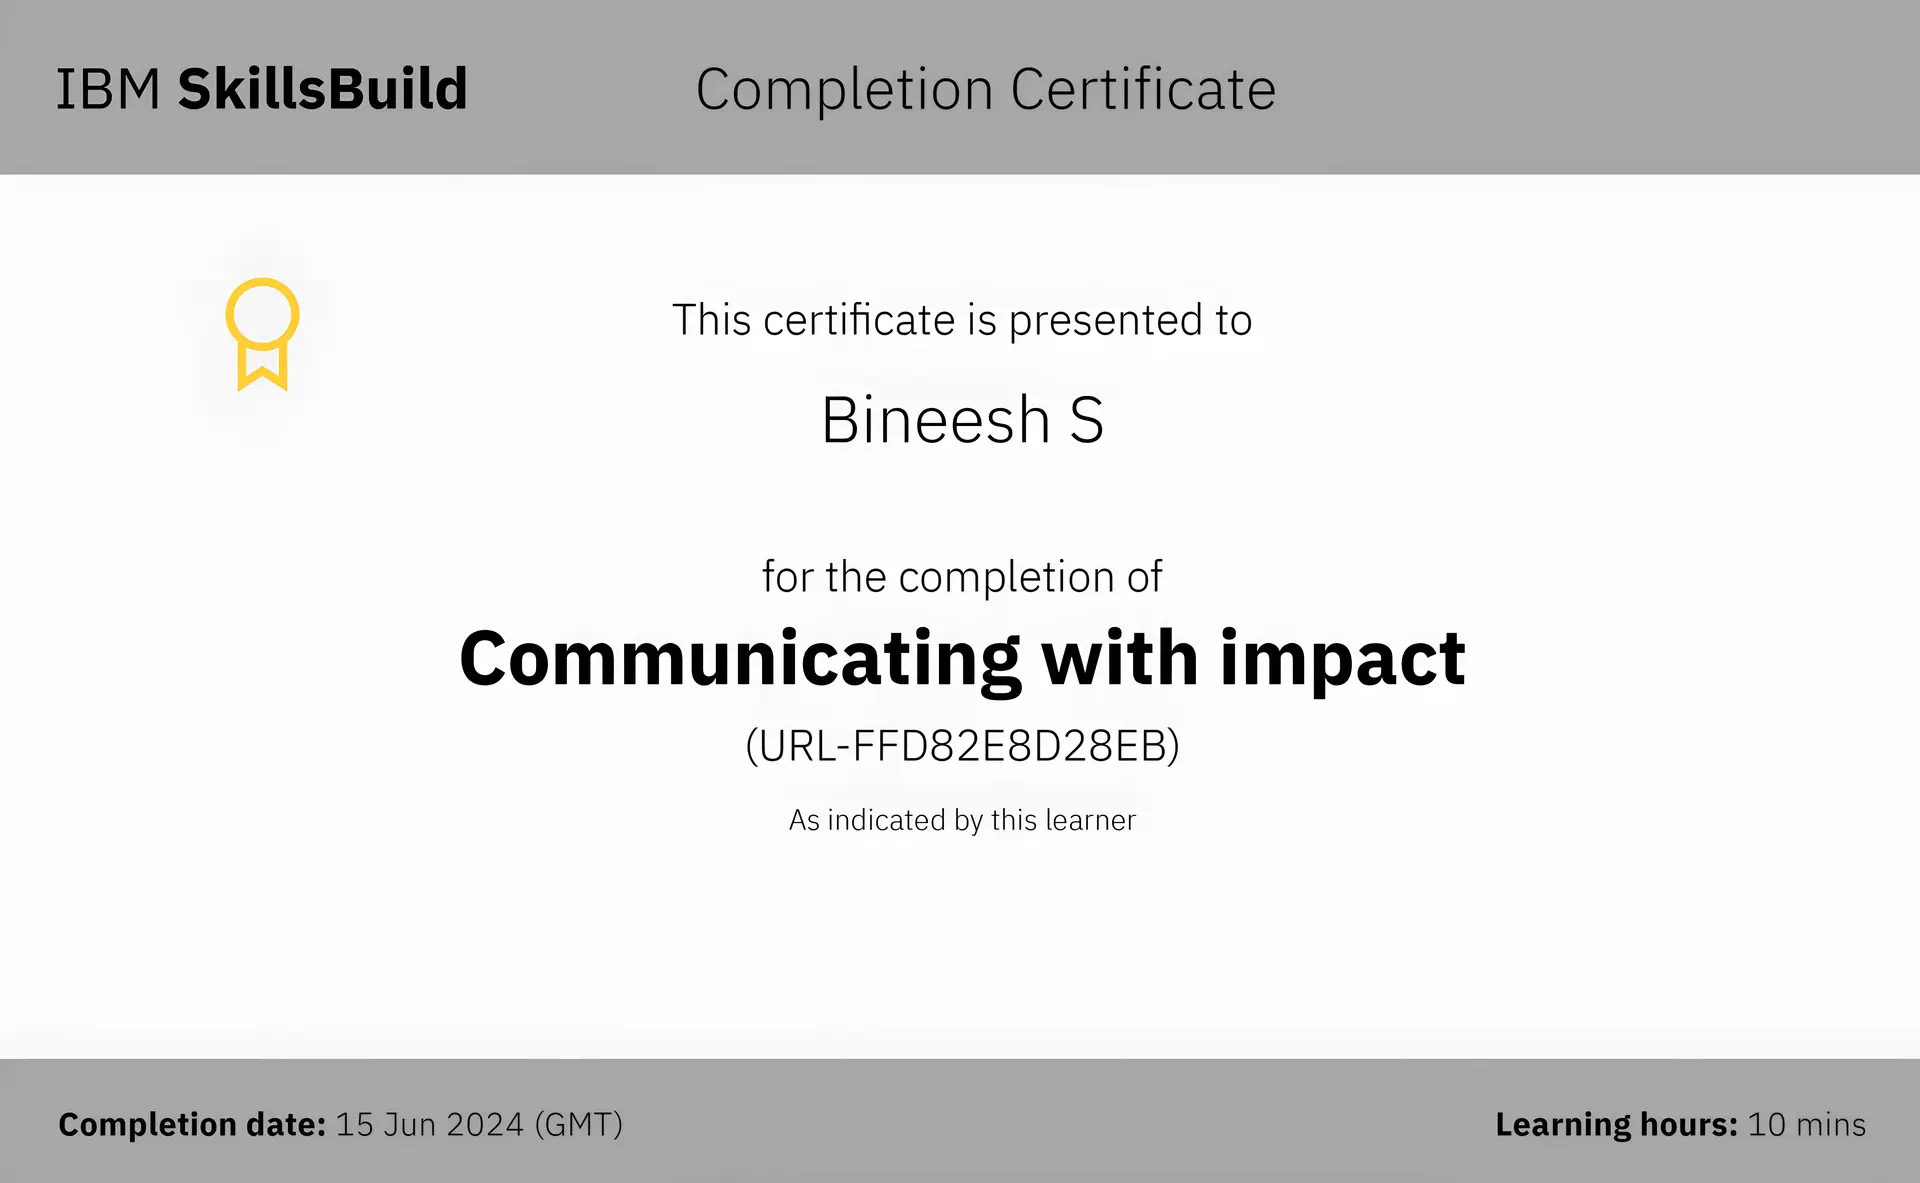 IBM SkillsBuild
Completion Certificate
This certificate is presented to
Bineesh S
for the completion of
Communicating with impact
(URL-FFD82E8D28EB)
As indicated by this learner
Completion date: 15 Jun 2024 (GMT)
Learning hours: 10 mins